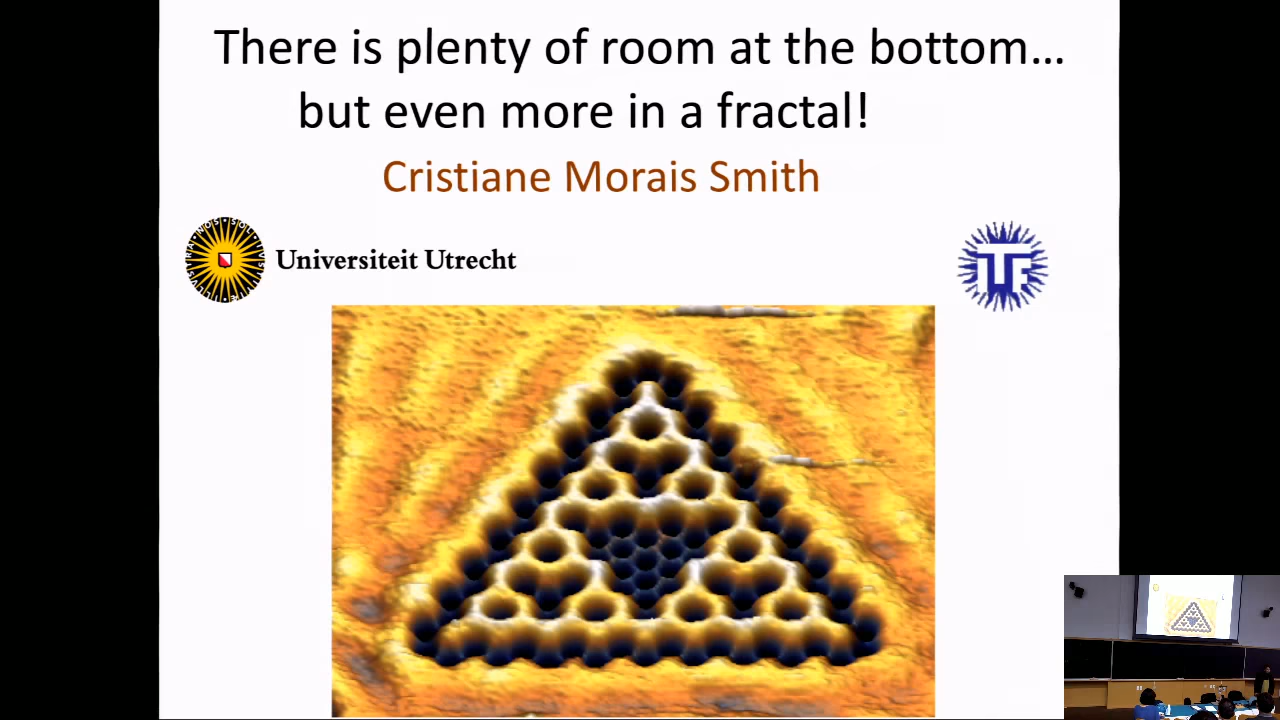 There is plenty of room at the bottom…
but even more in a fractal!
Cristiane Morais Smith
Universiteit Utrecht